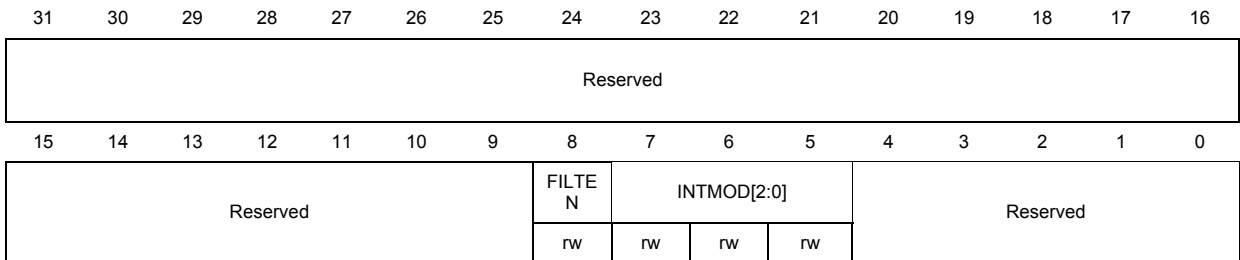 31 30 29 28 27 26 25 24 23 22 21 20 19 18 17 16
Reserved
15 14 13 12 11 10 9 8 7 6 5 4 3 2 1 0
Reserved FILTE
N INTMOD[2:0] Reserved
rw rw rw rw